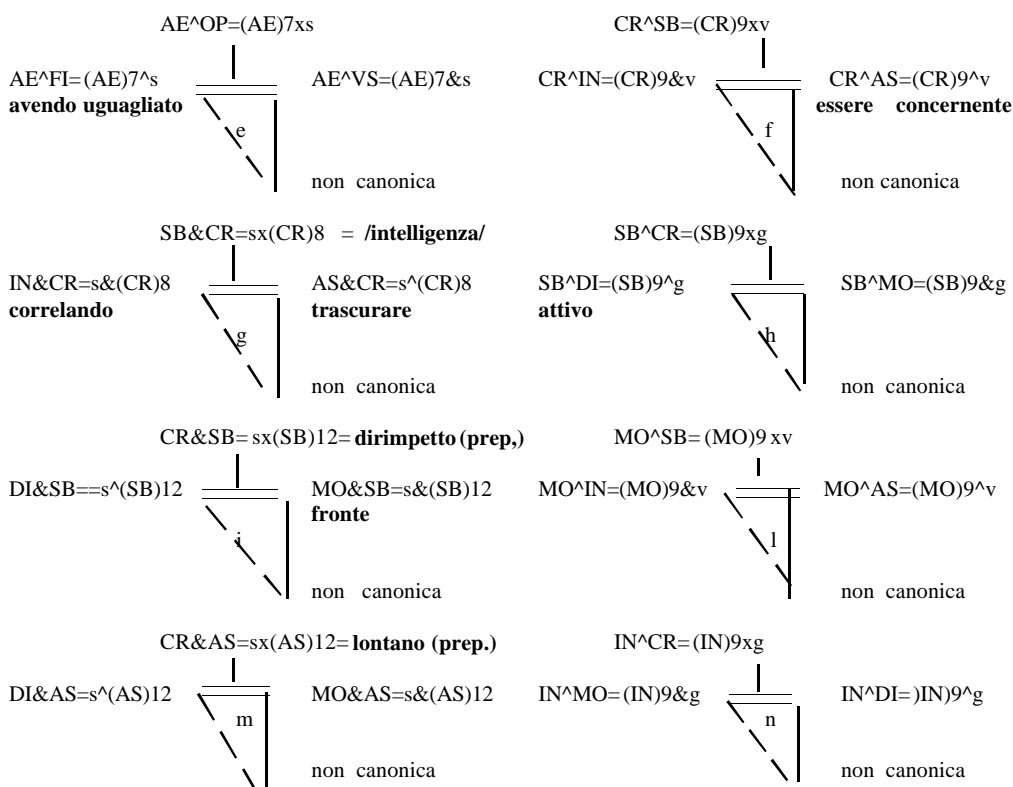 AE^OP=(AE)7xs CR^SB=(CR)9xv
AE^FI=(AE)7^s AE^VS=(AE)7&s CR^IN=(CR)9&v CR^AS=(CR)9^v
avendo uguagliato essere concernente
e f
non canonica non canonica
SB&CR=sx(CR)8 = /intelligenza/ SB^CR=(SB)9xg
IN&CR=s&(CR)8 AS&CR=s^(CR)8 SB^DI=(SB)9^g SB^MO=(SB)9&g
correlando trascurare attivo
g h
non canonica non canonica
CR&SB=sx(SB)12=dirimpetto (prep,) MO^SB=(MO)9 xv
DI&SB==s^(SB)12 MO&SB=s&(SB)12 MO^IN=(MO)9&v MO^AS=(MO)9^v
fronte
i l
non canonica non canonica
CR&AS=sx(AS)12=lontano (prep.) IN^CR=(IN)9xg
DI&AS=s^(AS)12 MO&AS=s&(AS)12 IN^MO=(IN)9&g IN^DI=)IN)9^g
m n
non canonica non canonica